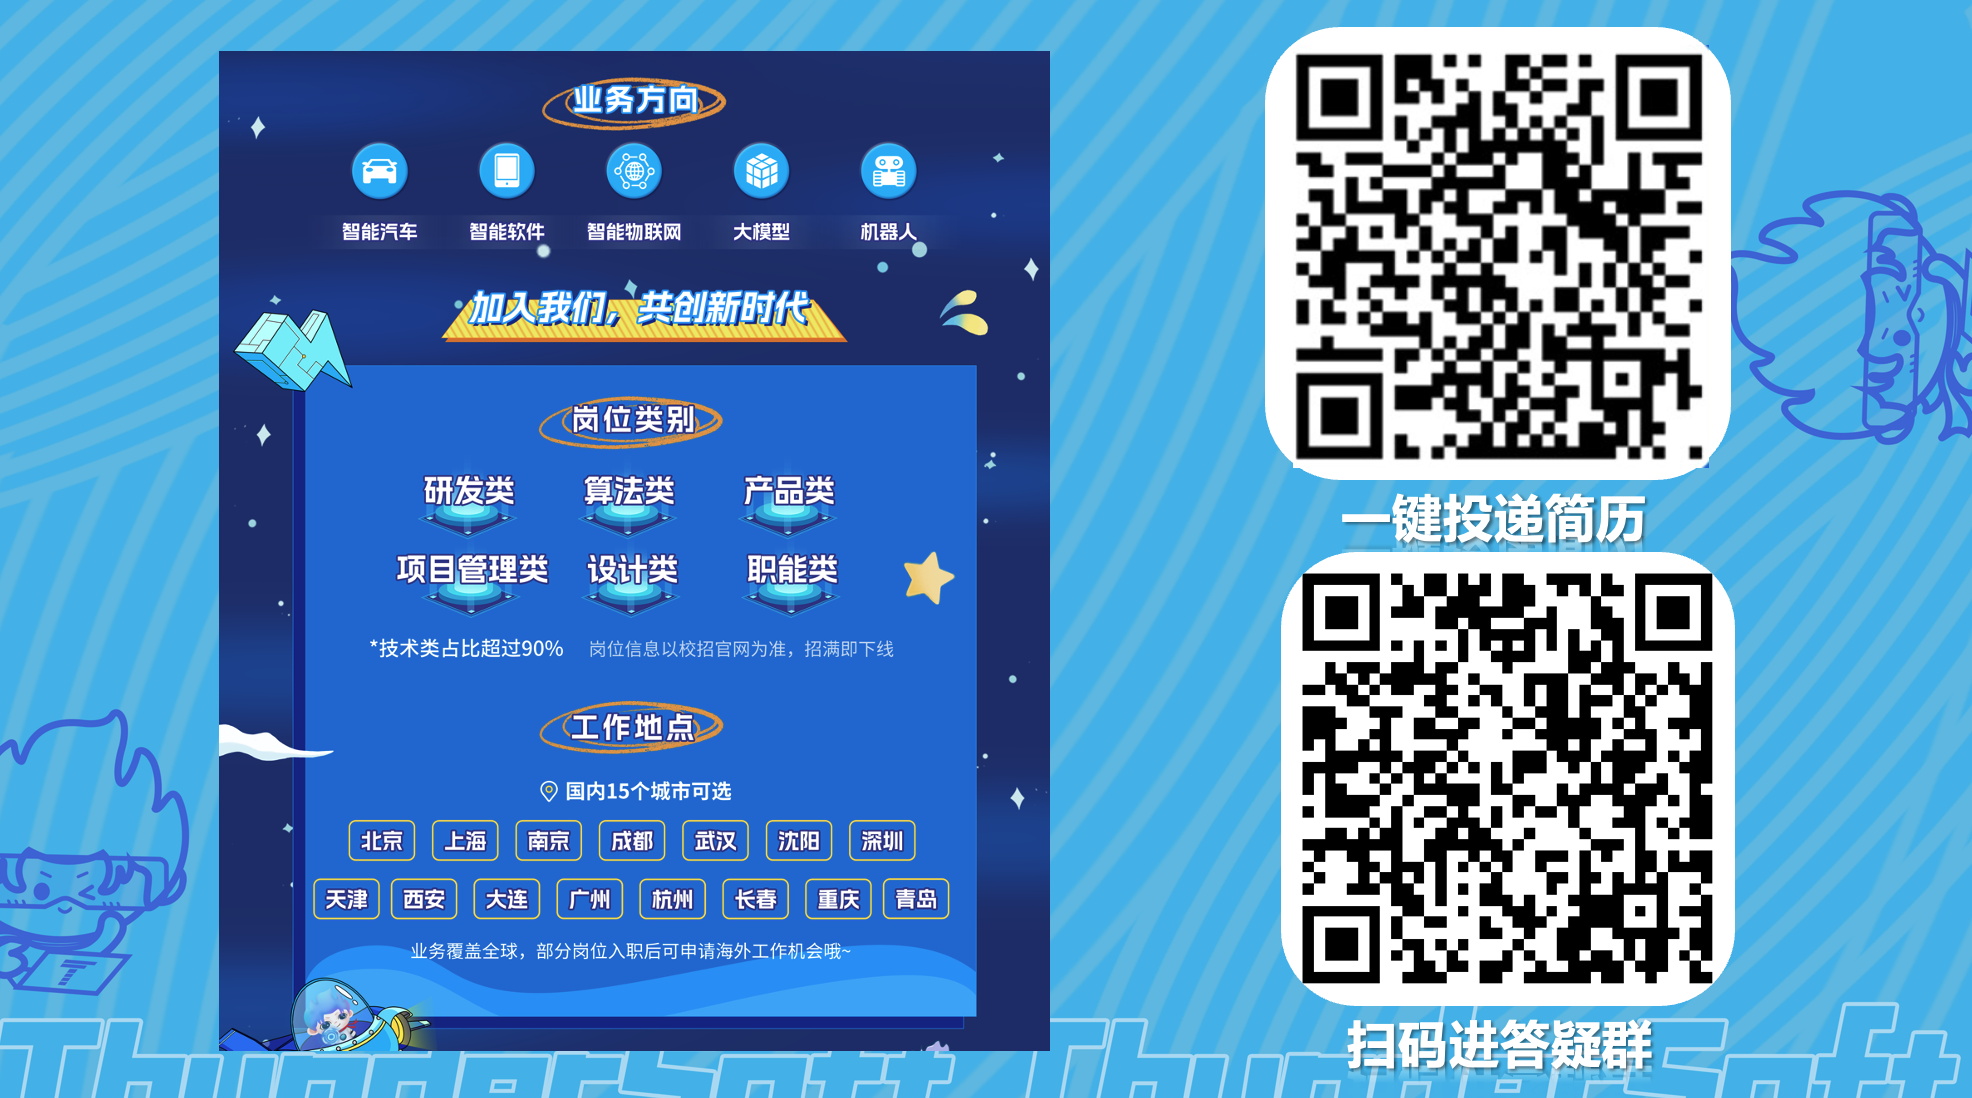 业务方向
智能汽车 智能软件 智能物联网 大模型 机器人
加入我们，共创新时代
岗位类别
研发类 算法类 产品类
项目管理类 设计类 职能类
*技术类占比超过90% 岗位信息以校招官网为准，招满即下线
工作地点
国内15个城市可选
北京 上海 南京 成都 武汉 沈阳 深圳
天津 西安 大连 广州 杭州 长春 重庆 青岛
业务覆盖全球，部分岗位入职后可申请海外工作机会哦~
一键投递简历
扫码进答疑群
ThunderSoft ThunderSoft